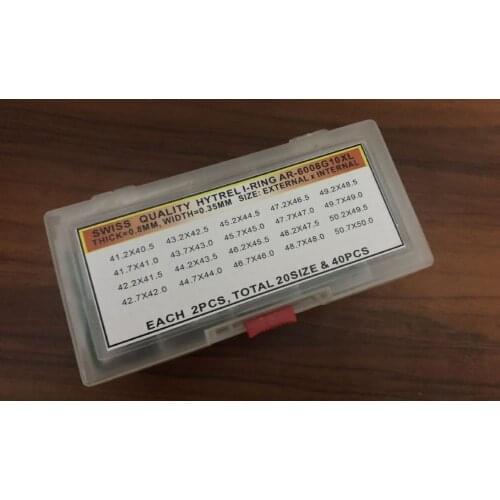 SWISS QUALITY HYTREL I-RING AR-6008G10XL
THICK=0.8MM, WIDTH=0.35MM SIZE: EXTERNAL x INTERNAL
41.2X40.5 43.2X42.5 45.2X44.5 47.2X46.5 49.2X48.5
41.7X41.0 43.7X43.0 45.7X45.0 47.7X47.0 49.7X49.0
42.2X41.5 44.2X43.5 46.2X45.5 48.2X47.5 50.2X49.5
42.7X42.0 44.7X44.0 46.7X46.0 48.7X48.0 50.7X50.0
EACH 2PCS, TOTAL 20SIZE & 40PCS